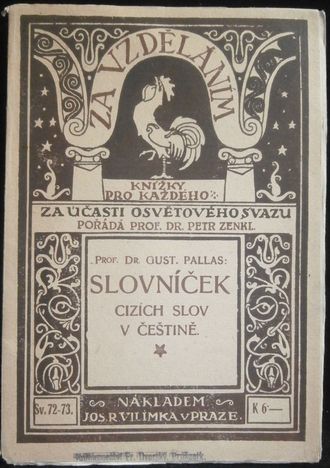 ZA VZDĚLÁNÍM
KNÍŽKY
PRO KAŽDÉHO
ZA ÚČASTI OSVĚTOVÉHO SVAZU
POŘÁDÁ PROF. DR. PETR ZENKL.
PROF. DR. GUST. PALLAS:
SLOVNÍČEK
CIZÍCH SLOV
V ČEŠTINĚ.
Sv. 72-73.
NÁKLADEM
JOS. R. VILÍMKA V PRAZE.
K 6·—